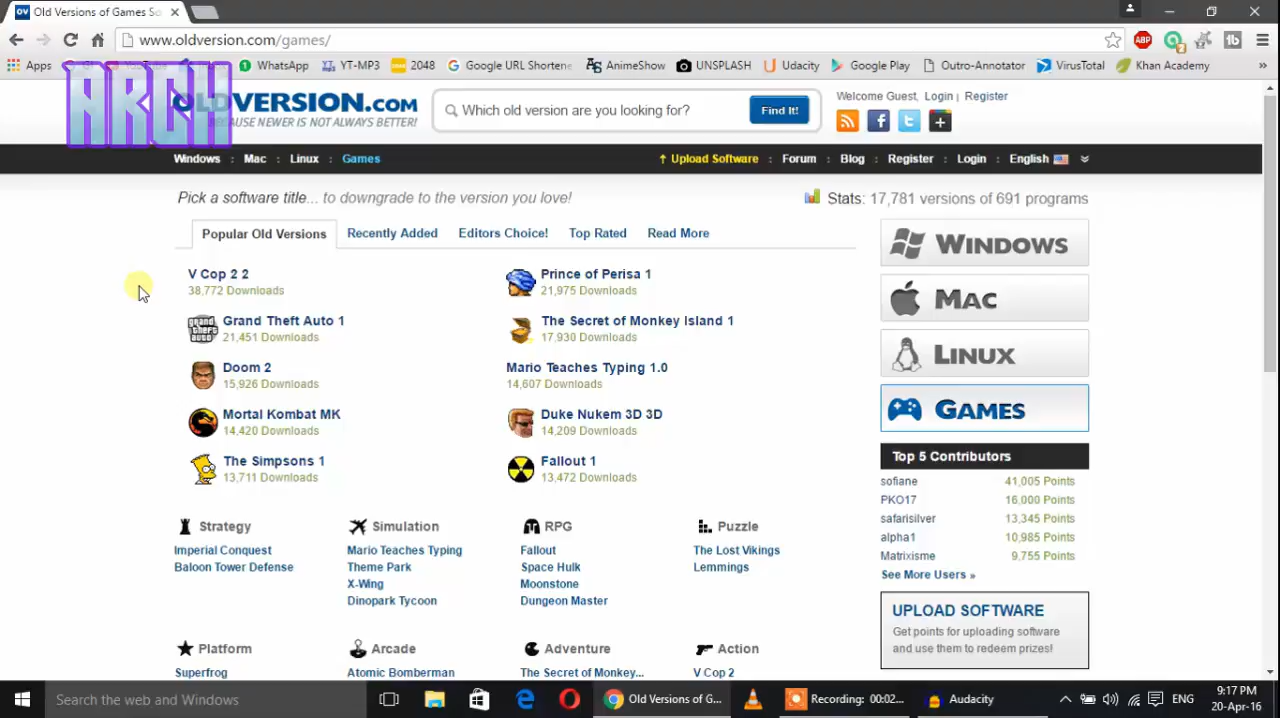 Old Versions of Games So
www.oldversion.com/games/
Apps
YouTube
WhatsApp
YT-MP3
2048
Google URL Shortene
AnimeShow
UNSPLASH
Udacity
Google Play
Outro-Annotator
VirusTotal
Khan Academy
ARCH
OLDVERSION.COM
BECAUSE NEWER IS NOT ALWAYS BETTER!
Which old version are you looking for?
Find It!
Welcome Guest, Login | Register
Windows : Mac : Linux : Games
Upload Software : Forum : Blog : Register : Login : English
Pick a software title... to downgrade to the version you love!
Stats: 17,781 versions of 691 programs
Popular Old Versions
Recently Added
Editors Choice!
Top Rated
Read More
V Cop 2 2
38,772 Downloads
Prince of Perisa 1
21,975 Downloads
Grand Theft Auto 1
21,451 Downloads
The Secret of Monkey Island 1
17,930 Downloads
Doom 2
15,926 Downloads
Mario Teaches Typing 1.0
14,607 Downloads
Mortal Kombat MK
14,420 Downloads
Duke Nukem 3D 3D
14,209 Downloads
The Simpsons 1
13,711 Downloads
Fallout 1
13,472 Downloads
WINDOWS
MAC
LINUX
GAMES
Top 5 Contributors
sofiane 41,005 Points
PKO17 16,000 Points
safarisilver 13,345 Points
alpha1 10,985 Points
Matrixisme 9,755 Points
See More Users »
UPLOAD SOFTWARE
Get points for uploading software
and use them to redeem prizes!
Strategy
Imperial Conquest
Baloon Tower Defense
Simulation
Mario Teaches Typing
Theme Park
X-Wing
Dinopark Tycoon
RPG
Fallout
Space Hulk
Moonstone
Dungeon Master
Puzzle
The Lost Vikings
Lemmings
Platform
Superfrog
Arcade
Atomic Bomberman
Adventure
The Secret of Monkey...
Action
V Cop 2
Search the web and Windows
Old Versions of G...
Recording: 00:02...
Audacity
ENG
9:17 PM
20-Apr-16